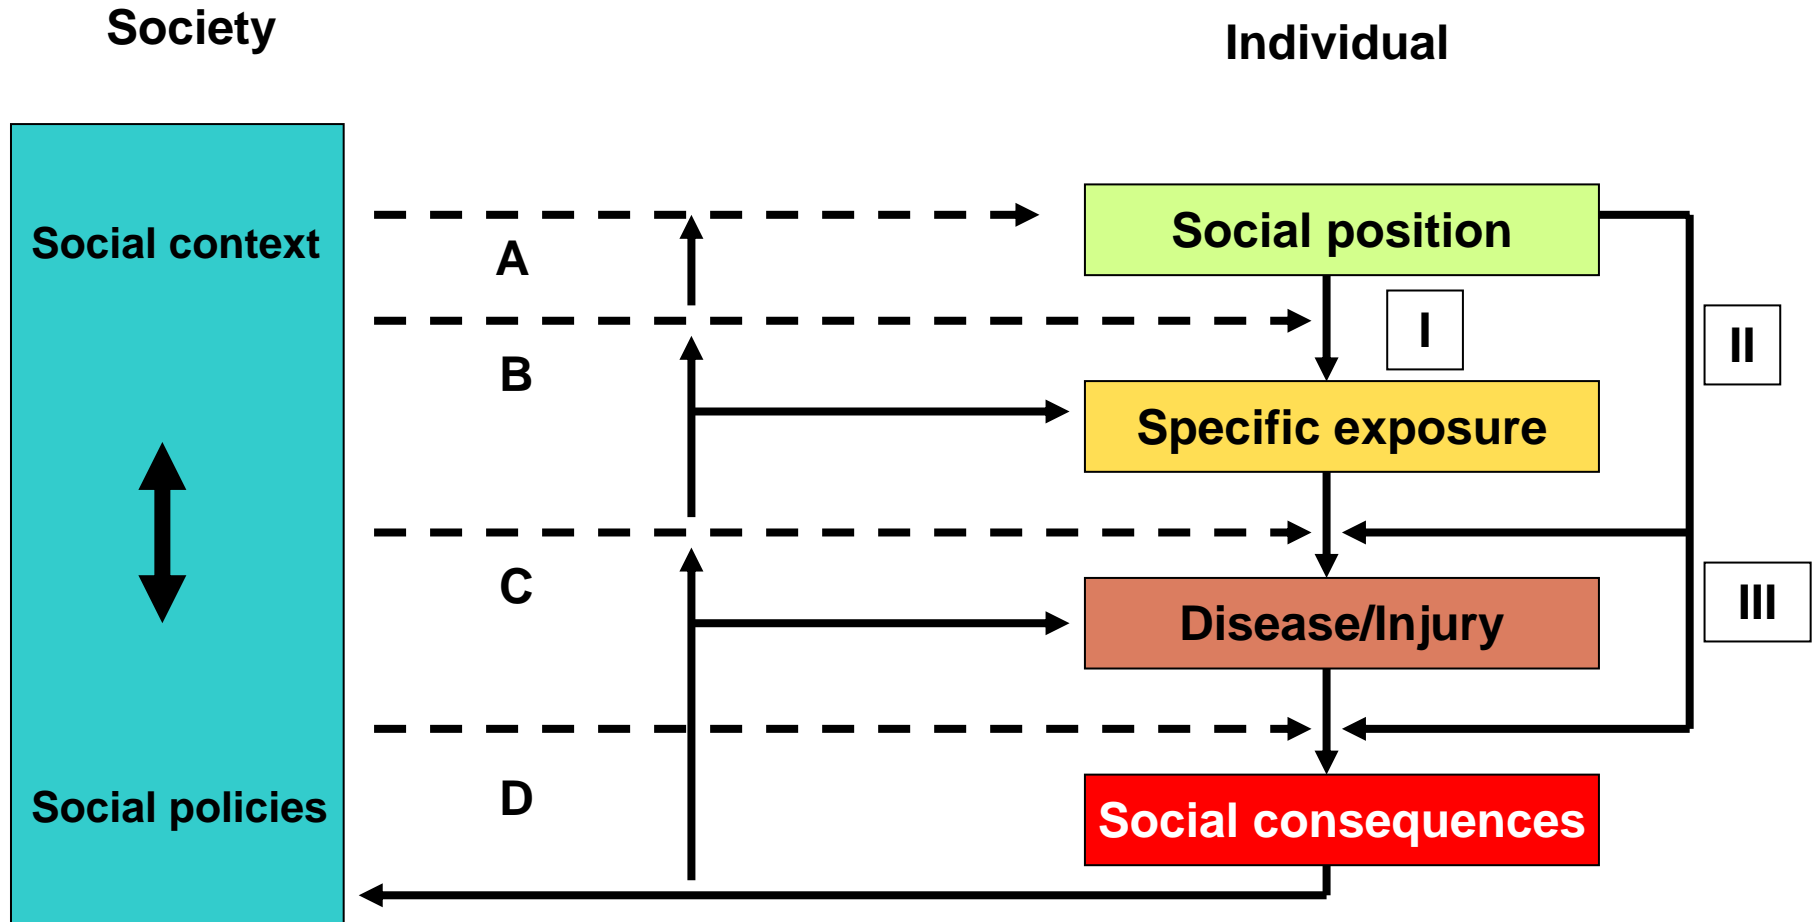 Society
Individual
Social context
A
Social position
I
II
B
Specific exposure
C
Disease/Injury
III
Social policies
D
Social consequences